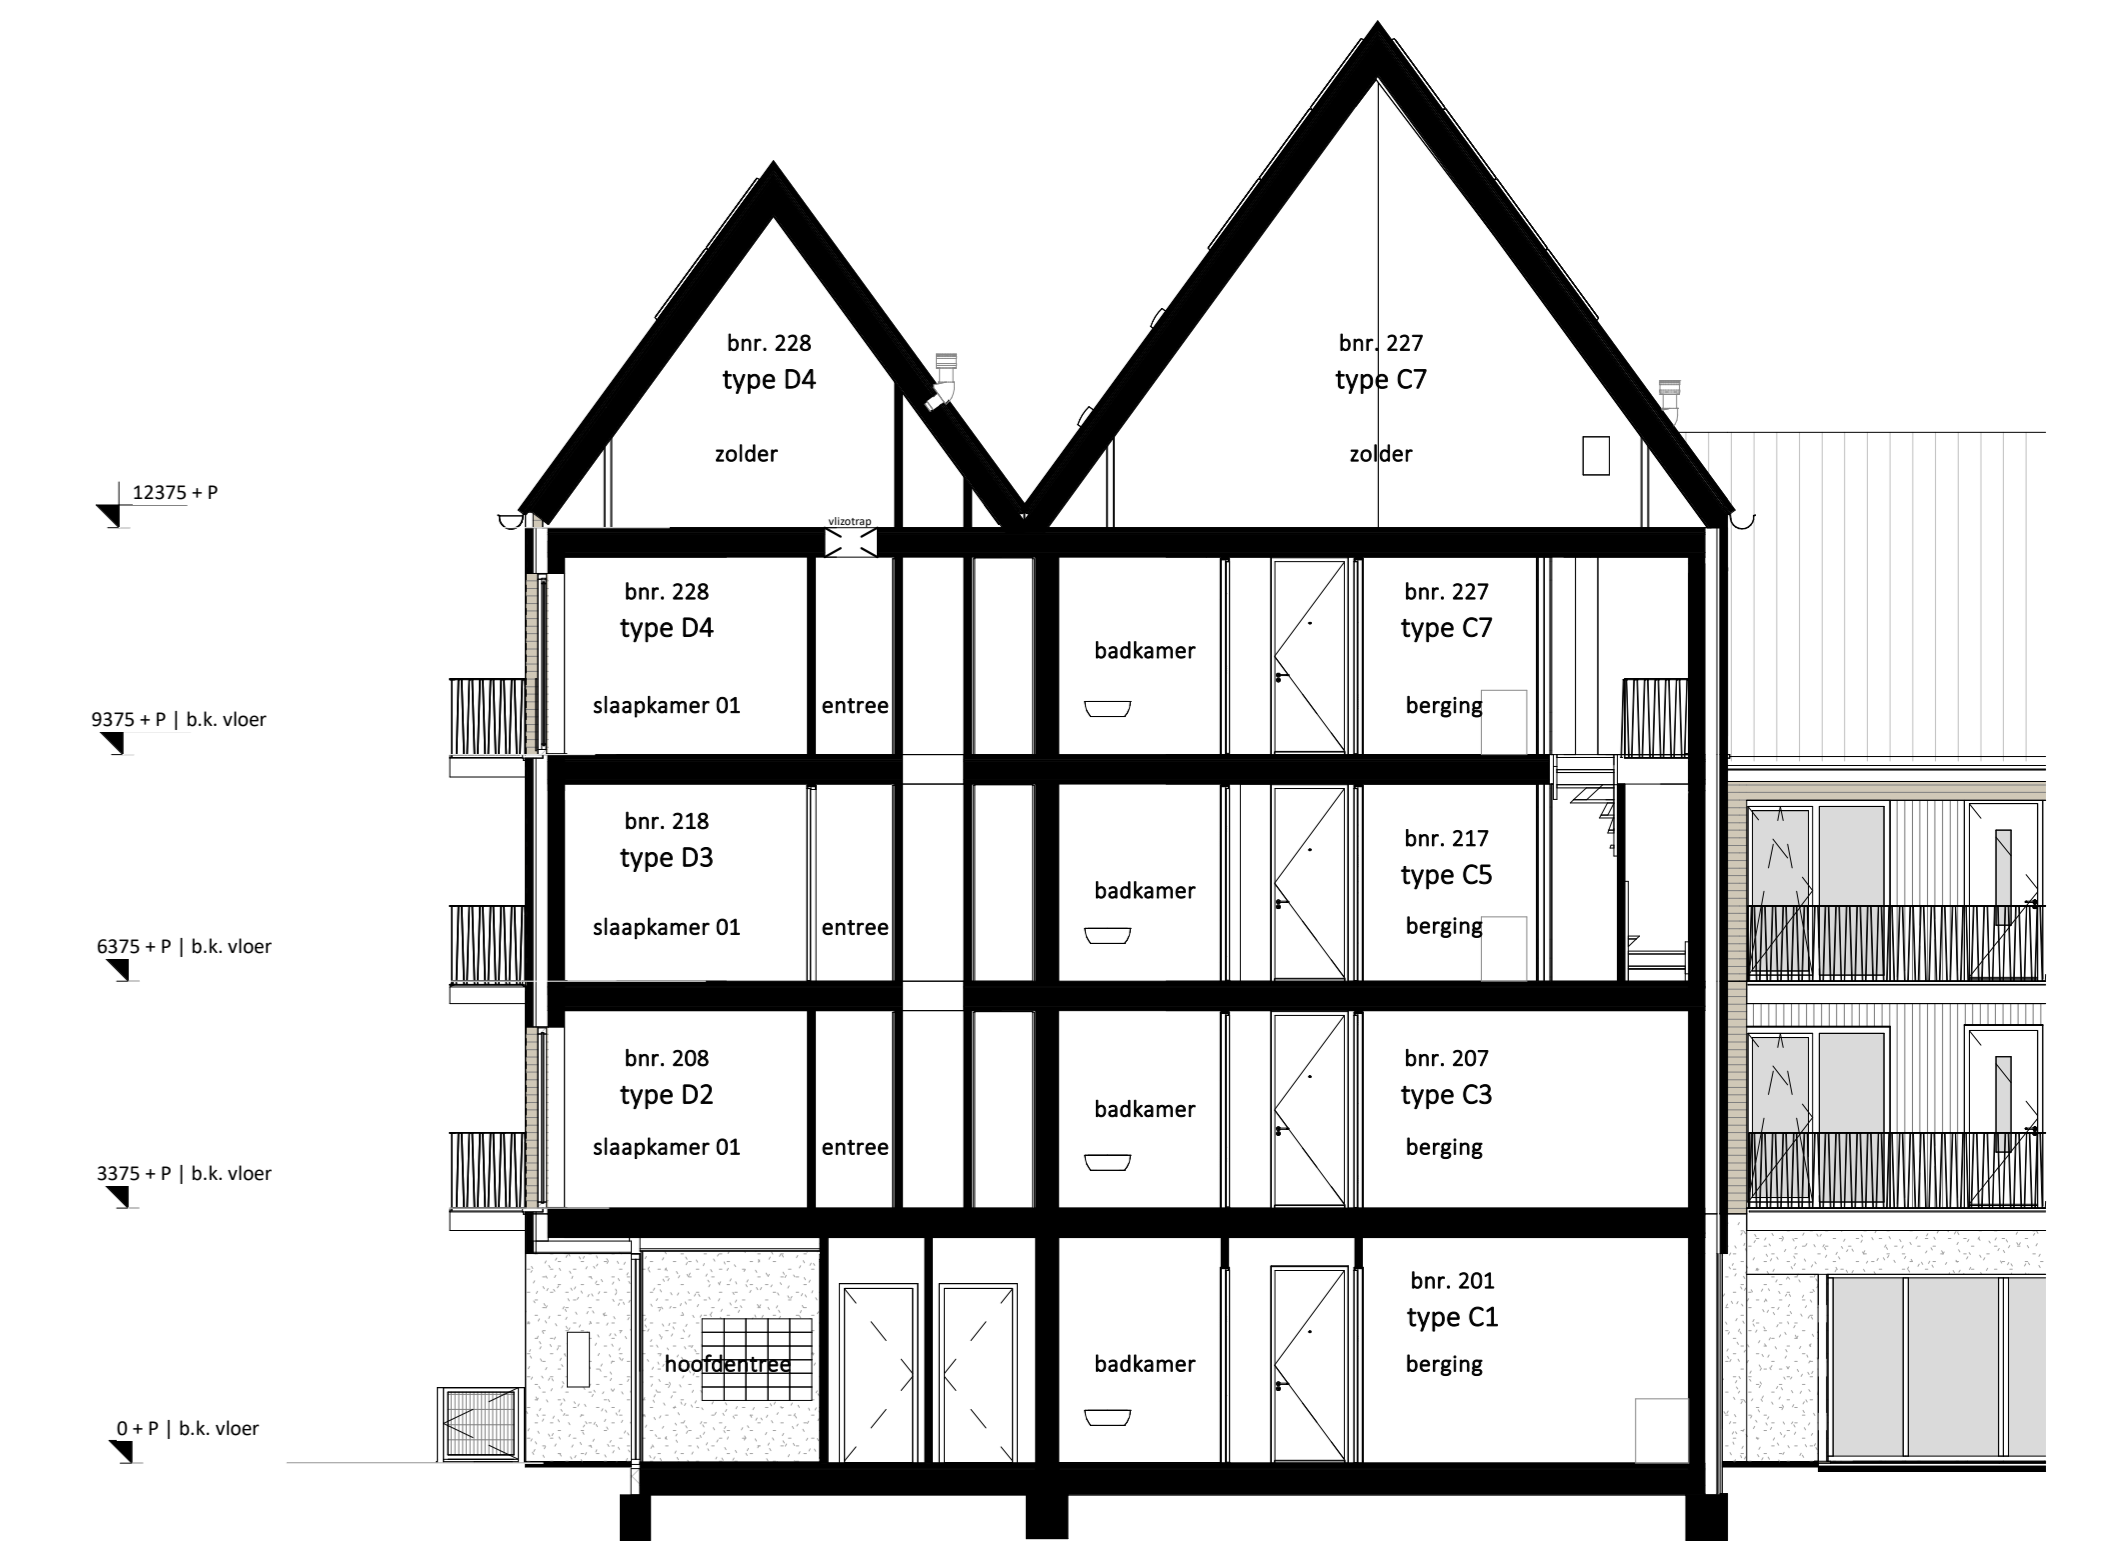 bnr. 228
type D4
zolder
bnr. 227
type C7
zolder
12375 + P
vlizotrap
bnr. 228
type D4
slaapkamer 01
entree
badkamer
bnr. 227
type C7
berging
9375 + P | b.k. vloer
bnr. 218
type D3
slaapkamer 01
entree
badkamer
bnr. 217
type C5
berging
6375 + P | b.k. vloer
bnr. 208
type D2
slaapkamer 01
entree
badkamer
bnr. 207
type C3
berging
3375 + P | b.k. vloer
hoofdentree
badkamer
bnr. 201
type C1
berging
0 + P | b.k. vloer